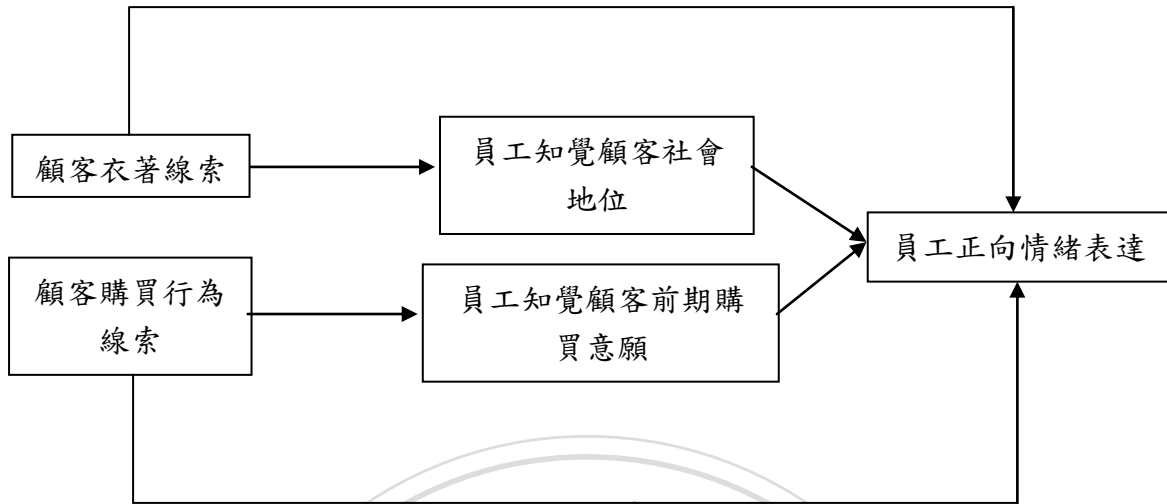 顧客衣著線索
員工知覺顧客社會
地位
員工正向情緒表達
顧客購買行為
線索
員工知覺顧客前期購
買意願